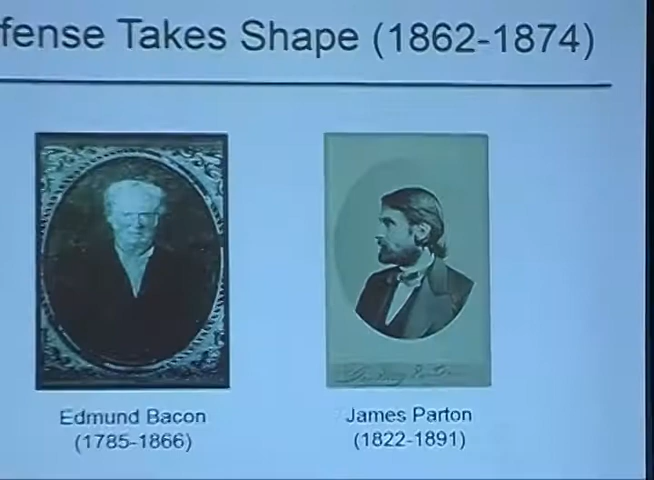 fense Takes Shape (1862-1874)
Edmund Bacon
(1785-1866)
James Parton
(1822-1891)